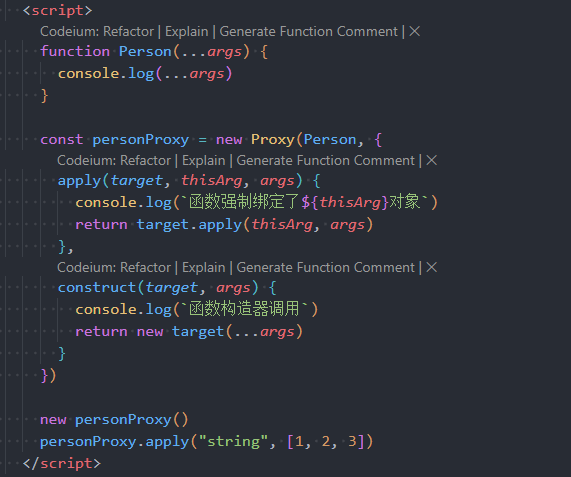 <script>
Codeium: Refactor | Explain | Generate Function Comment | ×
function Person(...args) {
console.log(...args)
}
const personProxy = new Proxy(Person, {
Codeium: Refactor | Explain | Generate Function Comment | ×
apply(target, thisArg, args) {
console.log(`函数强制绑定了${thisArg}对象`)
return target.apply(thisArg, args)
},
Codeium: Refactor | Explain | Generate Function Comment | ×
construct(target, args) {
console.log(`函数构造器调用`)
return new target(...args)
}
})
new personProxy()
personProxy.apply("string", [1, 2, 3])
</script>